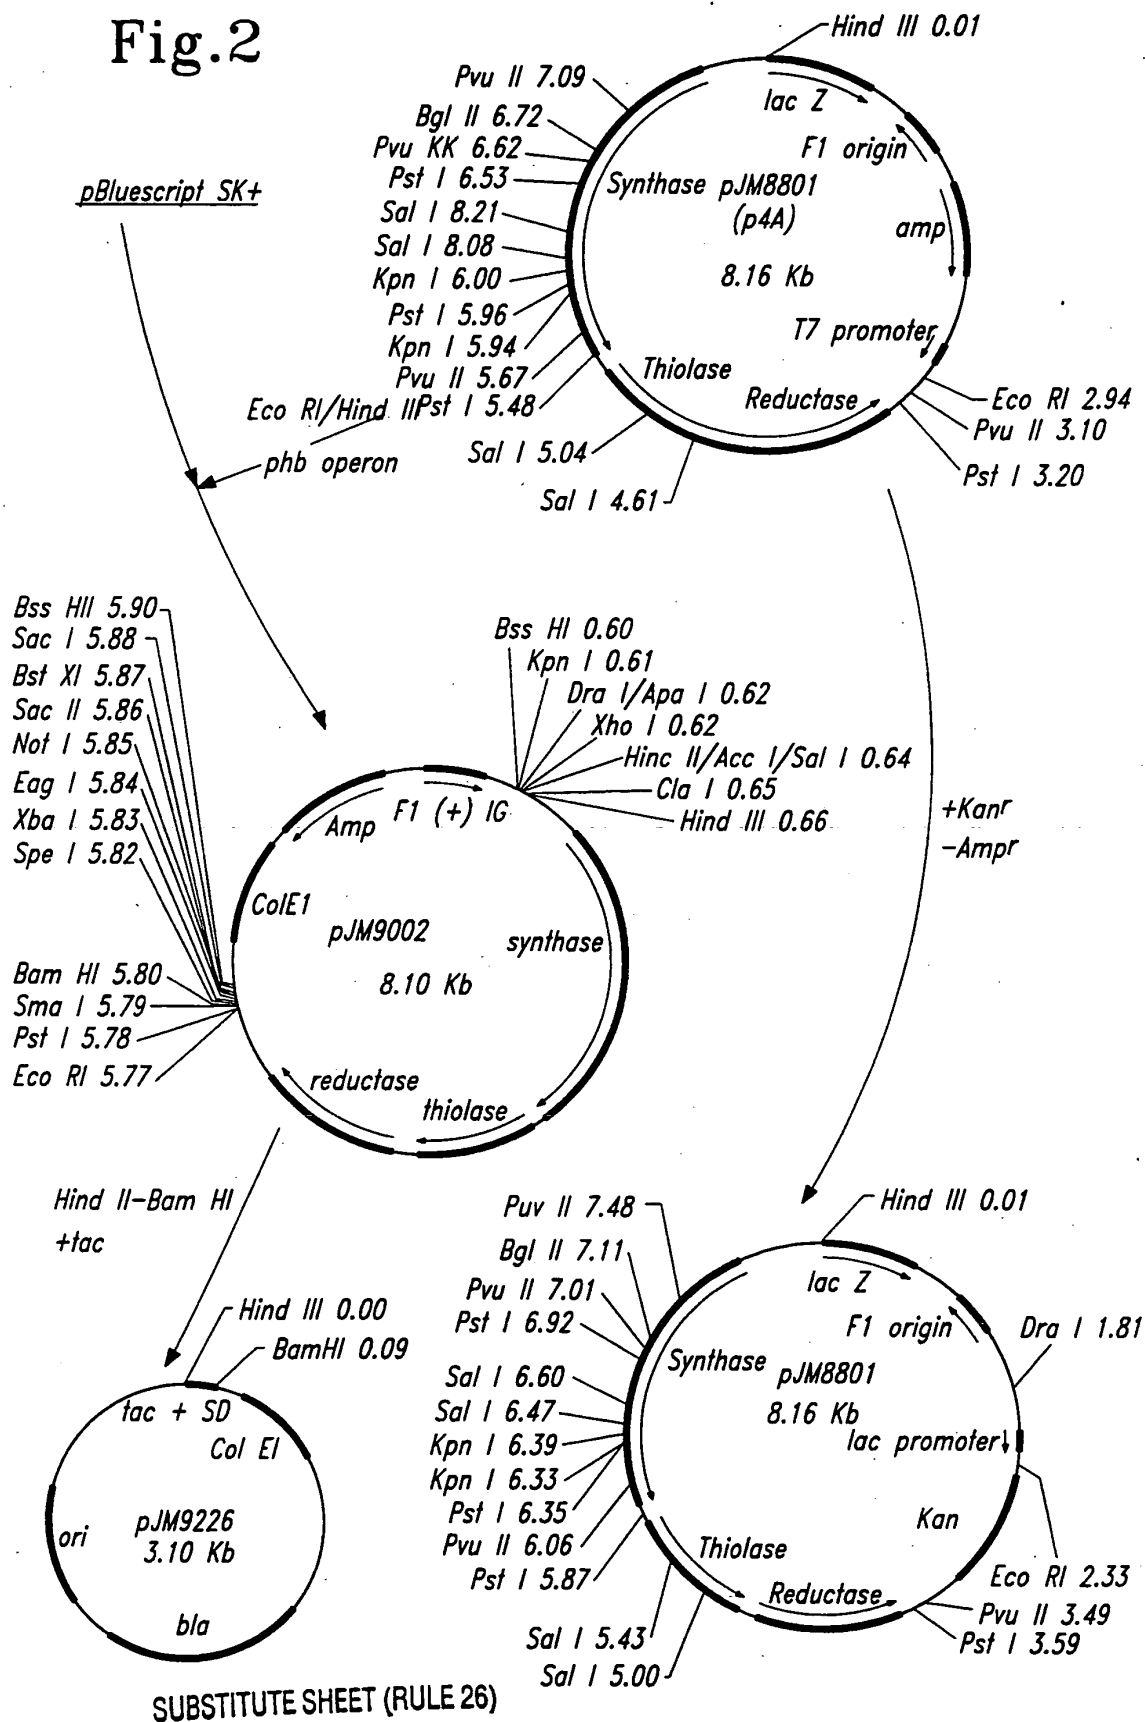 Fig.2
Hind III 0.01
Pvu II 7.09
lac Z
Bgl II 6.72
F1 origin
Pvu KK 6.62
Pst I 6.53
Synthase
pJM8801
(p4A)
8.16 Kb
amp
Sal I 8.21
Sal I 8.08
Kpn I 6.00
Pst I 5.96
T7 promoter
Kpn I 5.94
Pvu II 5.67
Thiolase
Reductase
Eco RI 2.94
Pst I 5.48
Pvu II 3.10
Sal I 5.04
Pst I 3.20
Sal I 4.61
pBluescript SK+
Eco RI/Hind II
phb operon
Bss HII 5.90
Sac I 5.88
Bst XI 5.87
Sac II 5.86
Not I 5.85
Eag I 5.84
Xba I 5.83
Spe I 5.82
Bam HI 5.80
Sma I 5.79
Pst I 5.78
Eco RI 5.77
Bss HI 0.60
Kpn I 0.61
Dra I/Apa I 0.62
Xho I 0.62
Hinc II/Acc I/Sal I 0.64
Cla I 0.65
Hind III 0.66
Amp
F1 (+) IG
ColE1
pJM9002
8.10 Kb
synthase
reductase
thiolase
+Kanr
-Ampr
Hind II-Bam HI
+tac
Hind III 0.00
BamHI 0.09
tac + SD
Col EI
ori
pJM9226
3.10 Kb
bla
Hind III 0.01
Puv II 7.48
Bgl II 7.11
lac Z
Pvu II 7.01
F1 origin
Dra I 1.81
Pst I 6.92
Synthase
pJM8801
8.16 Kb
Sal I 6.60
Sal I 6.47
lac promoter
Kpn I 6.39
Kpn I 6.33
Pst I 6.35
Kan
Pvu II 6.06
Thiolase
Pst I 5.87
Reductase
Eco RI 2.33
Pvu II 3.49
Pst I 3.59
Sal I 5.43
Sal I 5.00
SUBSTITUTE SHEET (RULE 26)